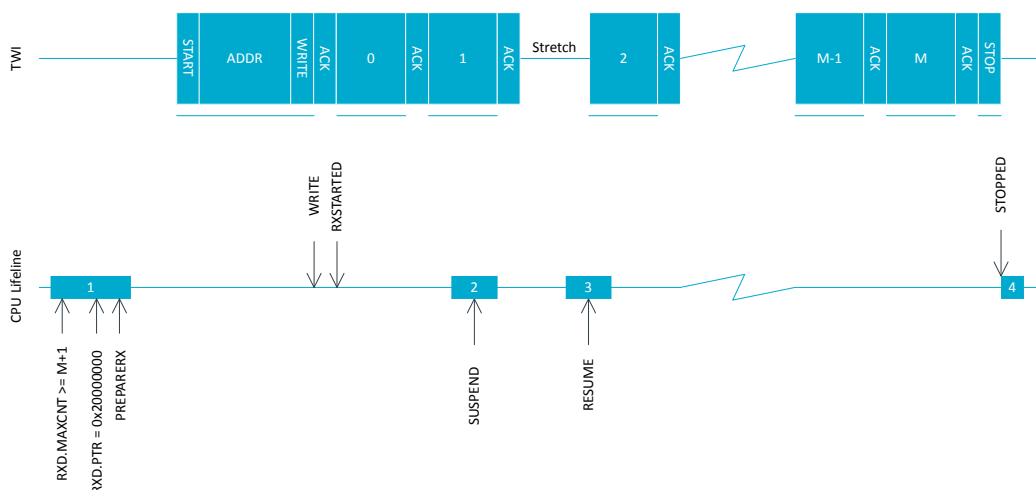 TWI
START
ADDR
WRITE
ACK
0
ACK
1
ACK
Stretch
2
ACK
M-1
ACK
M
ACK
STOP
CPU Lifeline
WRITE
RXSTARTED
STOPPED
1
2
3
4
RXD.MAXCNT >= M+1
RXD.PTR = 0x20000000
PREPARERX
SUSPEND
RESUME